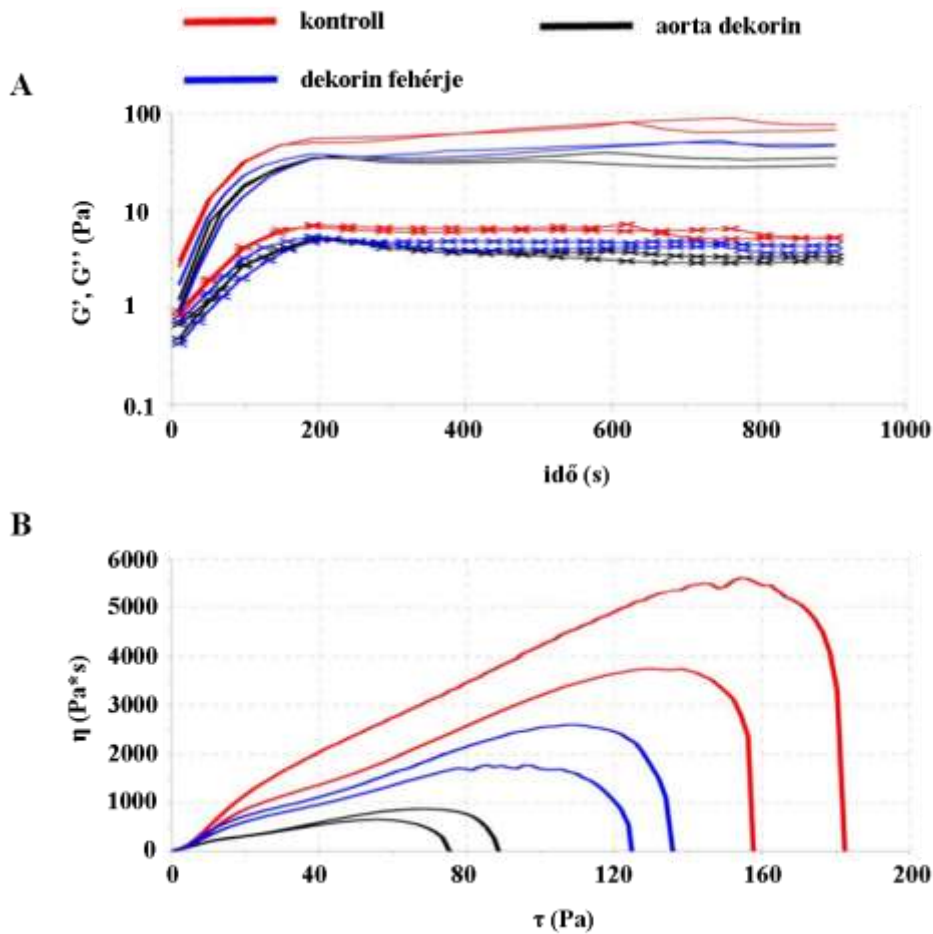 kontroll
aorta dekorin
dekorin fehérje
A
100
10
1
0.1
G', G'' (Pa)
0 200 400 600 800 1000
idő (s)
B
6000
5000
4000
3000
2000
1000
0
η (Pa*s)
0 40 80 120 160 200
τ (Pa)